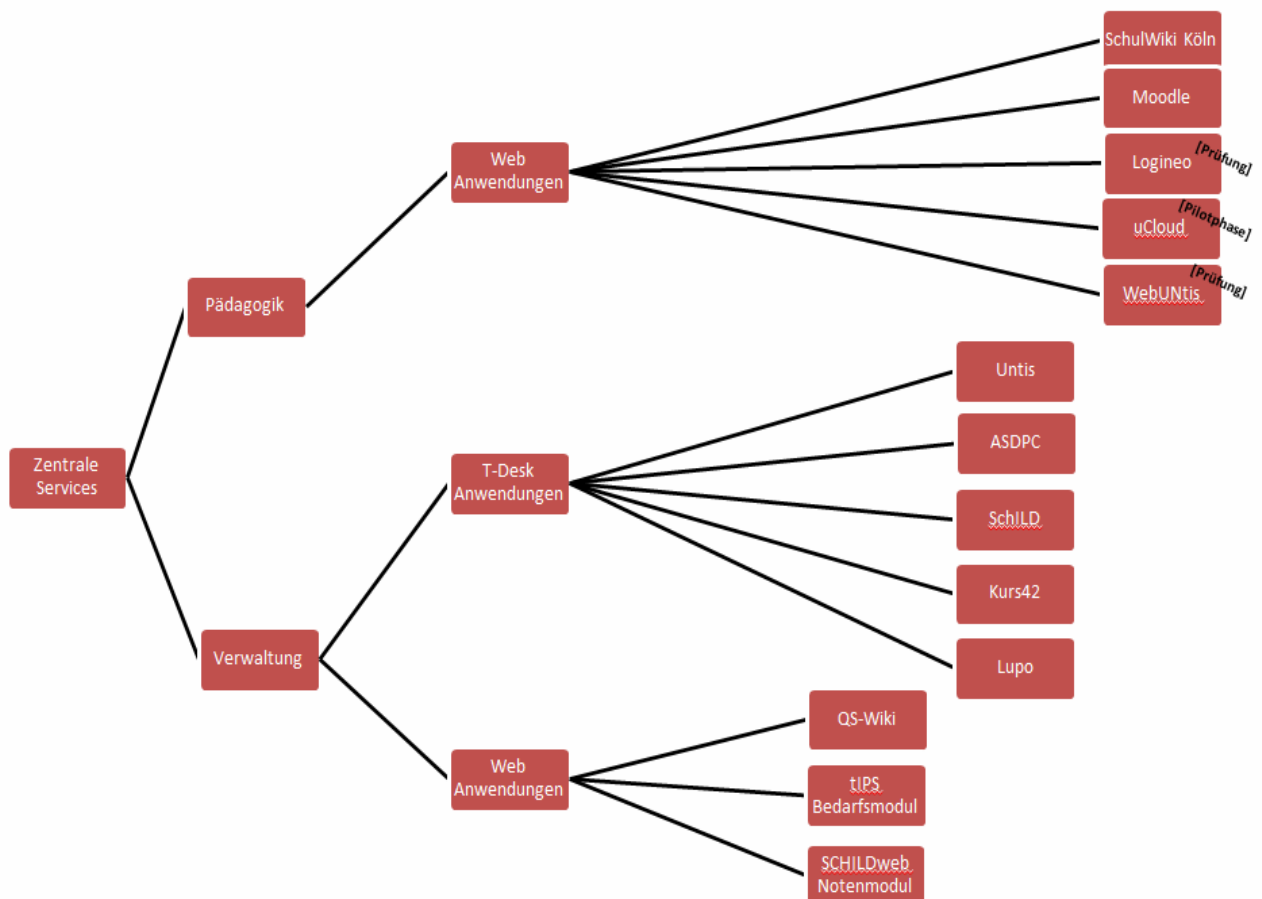 SchulWiki Köln
Moodle
Web
Anwendungen
Logineo
[Prüfung]
uCloud
[Pilotphase]
WebUNtis
[Prüfung]
Pädagogik
Untis
ASDPC
Zentrale
Services
T-Desk
Anwendungen
SchILD
Kurs42
Verwaltung
Lupo
QS-Wiki
Web
Anwendungen
tIPS
Bedarfsmodul
SCHILDweb
Notenmodul